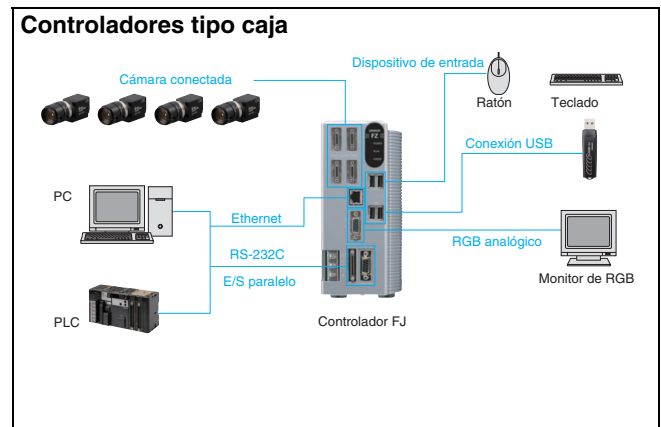 Controladores tipo caja
Dispositivo de entrada
Cámara conectada
Ratón
Teclado
FZ
Conexión USB
PC
Ethernet
RS-232C
RGB analógico
E/S paralelo
Monitor de RGB
PLC
Controlador FJ